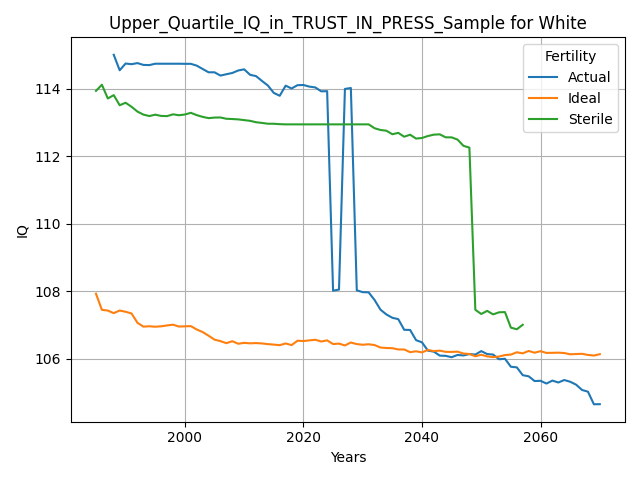 Upper_Quartile_IQ_in_TRUST_IN_PRESS_Sample for White
Fertility
Actual
Ideal
Sterile
114
112
110
108
106
IQ
2000
2020
2040
2060
Years